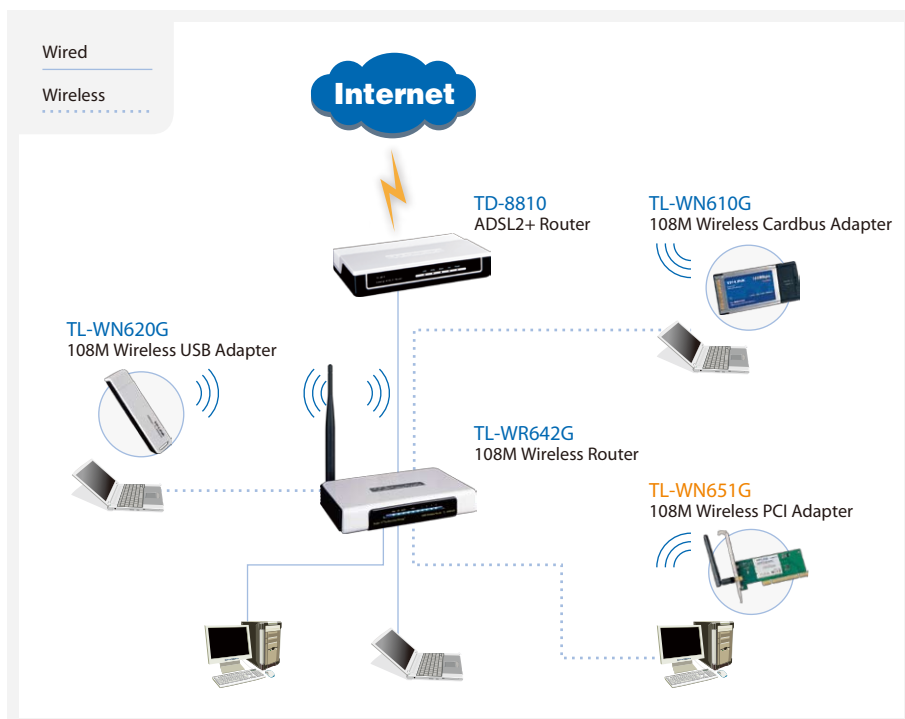 Wired
Wireless
Internet
TD-8810
ADSL2+ Router
TL-WN610G
108M Wireless Cardbus Adapter
TL-WN620G
108M Wireless USB Adapter
TL-WR642G
108M Wireless Router
TL-WN651G
108M Wireless PCI Adapter